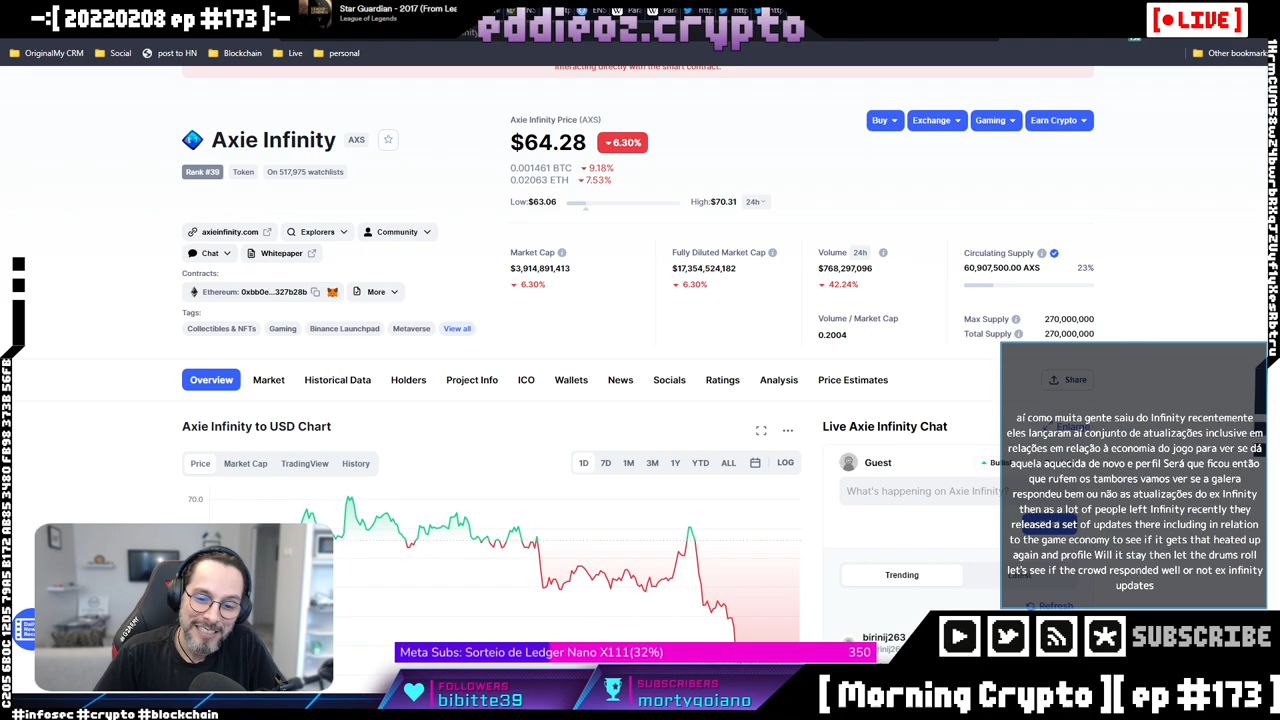 -:[ 20220208 ep #173 ]:-
Star Guardian - 2017 (From Lea
League of Legends
eddieoz.crypto
[● LIVE ]
OriginalMy CRM
Social
post to HN
Blockchain
Live
personal
Other bookmark
interacting directly with the smart contract.
Axie Infinity
AXS
Rank #39
Token
On 517,975 watchlists
Axie Infinity Price (AXS)
$64.28
6.30%
0.001461 BTC
9.18%
0.02063 ETH
7.53%
Low:$63.06
High:$70.31
24h
Buy
Exchange
Gaming
Earn Crypto
axieinfinity.com
Explorers
Community
Chat
Whitepaper
Contracts:
Ethereum: 0xbb0e...327b28b
More
Tags:
Collectibles & NFTs
Gaming
Binance Launchpad
Metaverse
View all
Market Cap
$3,914,891,413
6.30%
Fully Diluted Market Cap
$17,354,524,182
6.30%
Volume 24h
$768,297,096
42.24%
Volume / Market Cap
0.2004
Circulating Supply
60,907,500.00 AXS
23%
Max Supply
270,000,000
Total Supply
270,000,000
Overview
Market
Historical Data
Holders
Project Info
ICO
Wallets
News
Socials
Ratings
Analysis
Price Estimates
Share
Axie Infinity to USD Chart
Price
Market Cap
TradingView
History
1D
7D
1M
3M
1Y
YTD
ALL
LOG
70.0
Live Axie Infinity Chat
Guest
What's happening on Axie Infinity?
Trending
Refresh
birinij263
aí como muita gente saiu do Infinity recentemente
eles lançaram aí conjunto de atualizações inclusive em
relações em relação à economia do jogo para ver se dá
aquela aquecida de novo e perfil Será que ficou então
que rufem os tambores vamos ver se a galera
respondeu bem ou não as atualizações do ex Infinity
then as a lot of people left Infinity recently they
released a set of updates there including in relation
to the game economy to see if it gets that heated up
again and profile Will it stay then let the drums roll
let's see if the crowd responded well or not ex infinity
updates
Meta Subs: Sorteio de Ledger Nano X111(32%)
350
FOLLOWERS
bibitte39
SUBSCRIBERS
mortygoiano
SUBSCRIBE
[ Morning Crypto ][ ep #173 ]
#infosec #crypto #blockchain